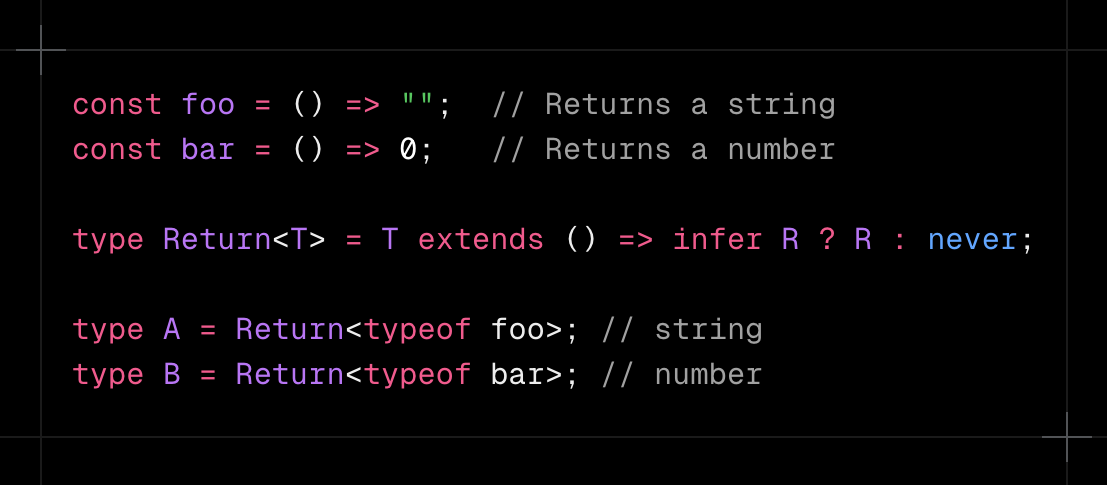 const foo = () => "";  // Returns a string
const bar = () => 0;   // Returns a number
type Return<T> = T extends () => infer R ? R : never;
type A = Return<typeof foo>; // string
type B = Return<typeof bar>; // number